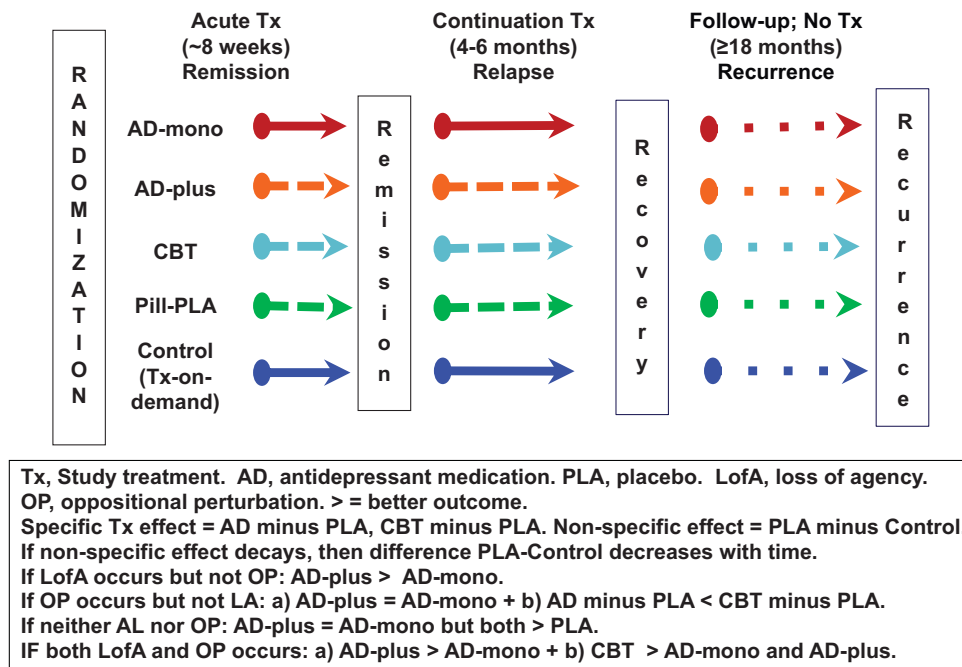 Acute Tx
(~8 weeks)
Remission
Continuation Tx
(4-6 months)
Relapse
Follow-up; No Tx
(≥18 months)
Recurrence
RANDOMIZATION
AD-mono
AD-plus
CBT
Pill-PLA
Control
(Tx-on-
demand)
Remission
Recovery
Recurrence
Tx, Study treatment. AD, antidepressant medication. PLA, placebo. LofA, loss of agency.
OP, oppositional perturbation. > = better outcome.
Specific Tx effect = AD minus PLA, CBT minus PLA. Non-specific effect = PLA minus Control
If non-specific effect decays, then difference PLA-Control decreases with time.
If LofA occurs but not OP: AD-plus > AD-mono.
If OP occurs but not LA: a) AD-plus = AD-mono + b) AD minus PLA < CBT minus PLA.
If neither AL nor OP: AD-plus = AD-mono but both > PLA.
IF both LofA and OP occurs: a) AD-plus > AD-mono + b) CBT > AD-mono and AD-plus.